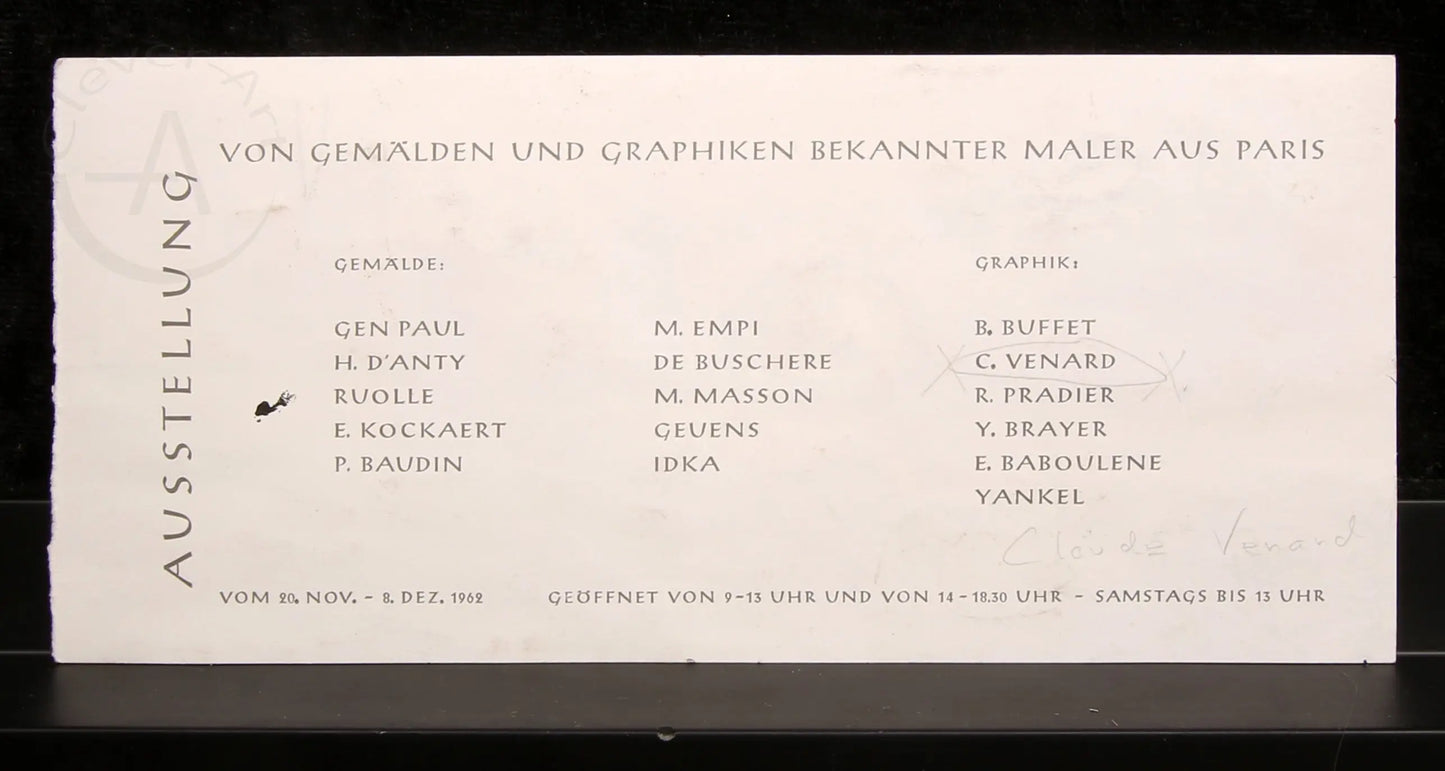 Clever Art
A
AUSSTELLUNG
VON GEMÄLDEN UND GRAPHIKEN BEKANNTER MALER AUS PARIS
GEMÄLDE:
GEN PAUL
H. D'ANTY
RUOLLE
E. KOCKAERT
P. BAUDIN
M. EMPI
DE BUSCHERE
M. MASSON
GEUENS
IDKA
GRAPHIK:
B. BUFFET
C. VENARD
R. PRADIER
Y. BRAYER
E. BABOULENE
YANKEL
Claude Venard
VOM 20. NOV. - 8. DEZ. 1962
GEÖFFNET VON 9-13 UHR UND VON 14-18.30 UHR - SAMSTAGS BIS 13 UHR